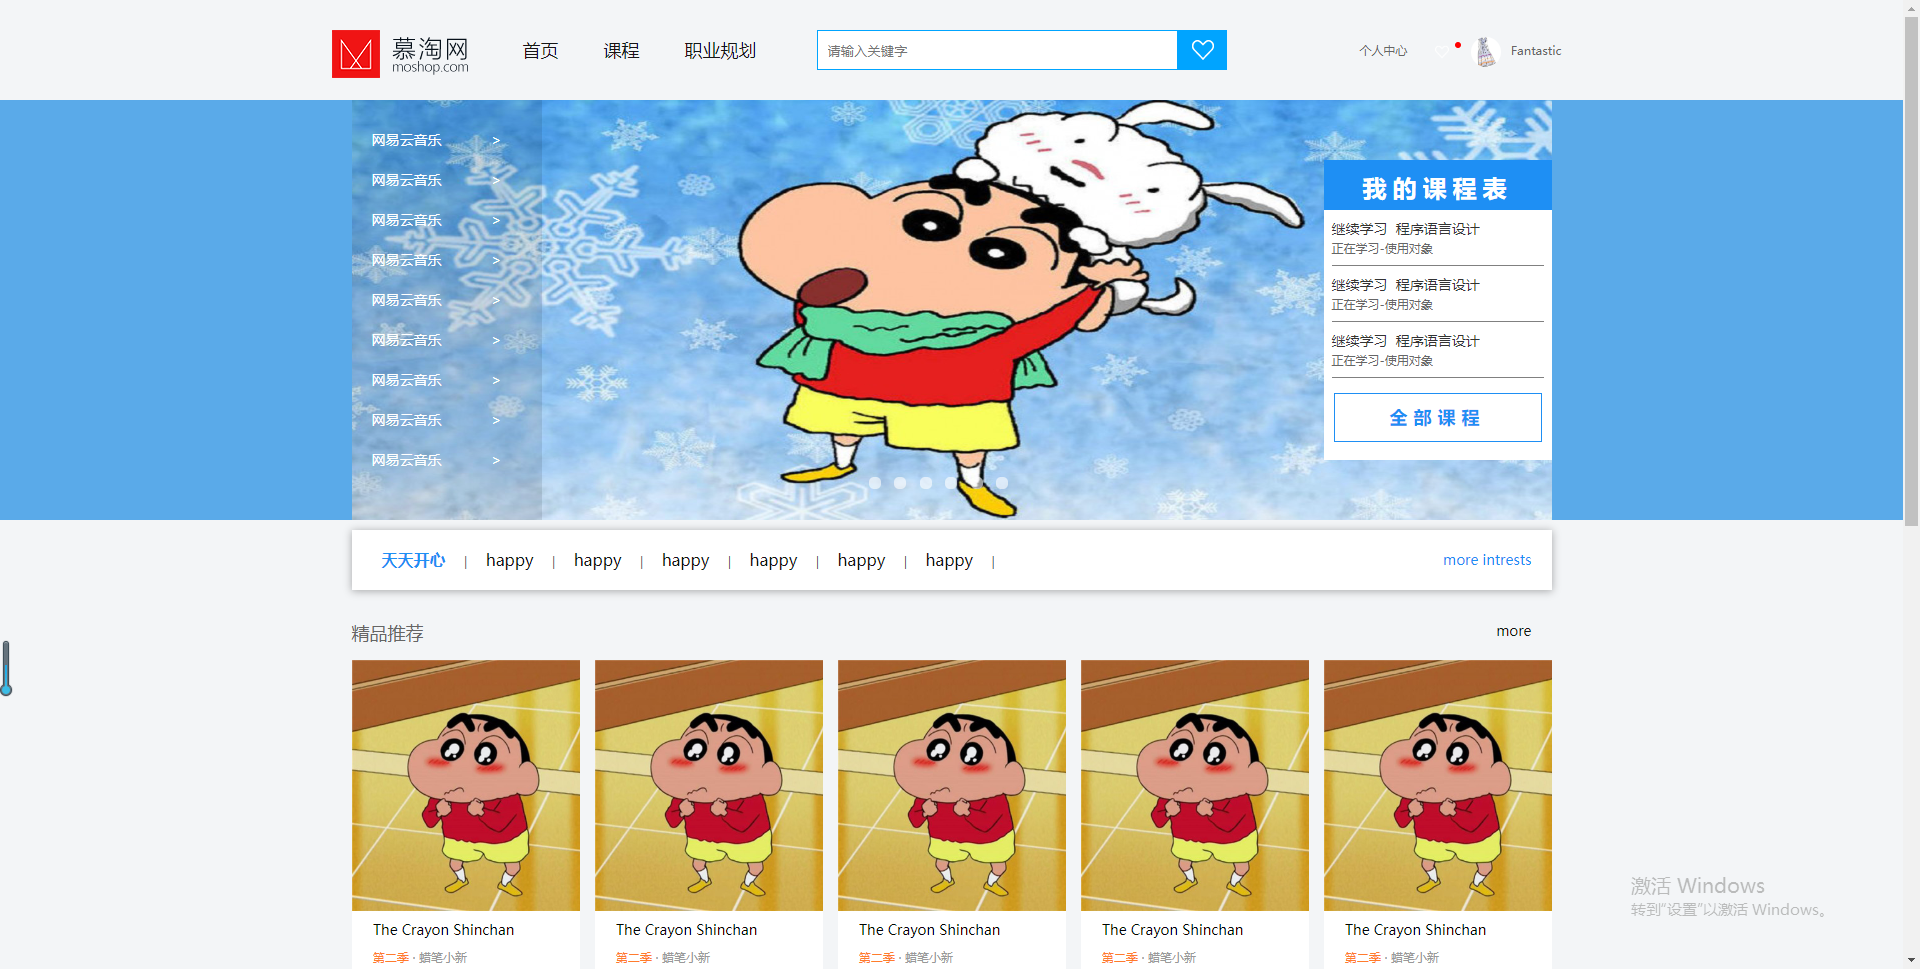 慕淘网
moshop.com
首页 课程 职业规划
请输入关键字
个人中心
Fantastic
网易云音乐 >
网易云音乐 >
网易云音乐 >
网易云音乐 >
网易云音乐 >
网易云音乐 >
网易云音乐 >
网易云音乐 >
网易云音乐 >
我的课程表
继续学习 程序语言设计
正在学习-使用对象
继续学习 程序语言设计
正在学习-使用对象
继续学习 程序语言设计
正在学习-使用对象
全部课程
天天开心 | happy | happy | happy | happy | happy | happy |
more intrests
精品推荐
more
The Crayon Shinchan
第二季 · 蜡笔小新
The Crayon Shinchan
第二季 · 蜡笔小新
The Crayon Shinchan
第二季 · 蜡笔小新
The Crayon Shinchan
第二季 · 蜡笔小新
The Crayon Shinchan
第二季 · 蜡笔小新
激活 Windows
转到"设置"以激活 Windows。